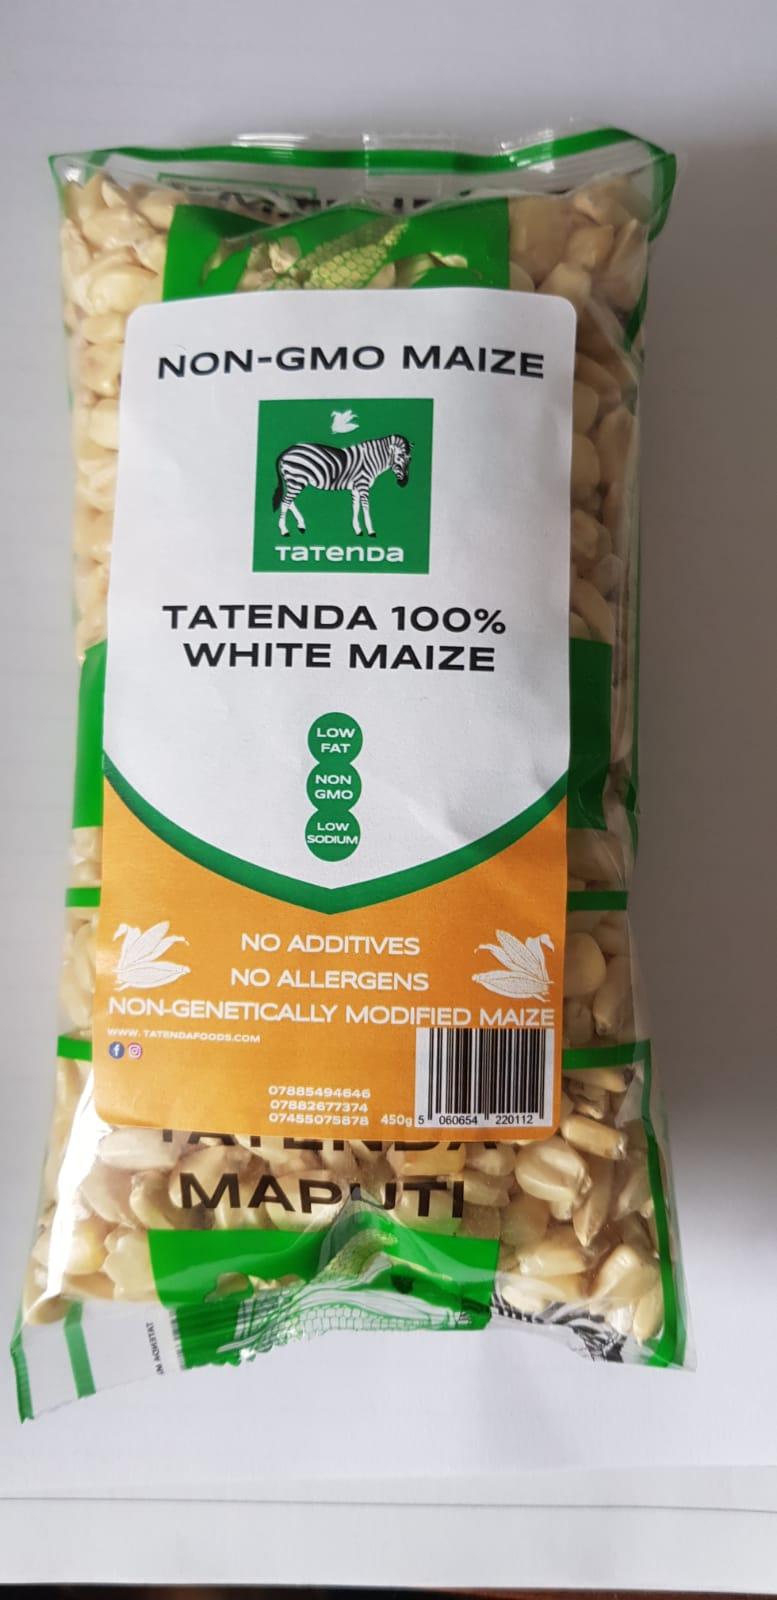 NON-GMO MAIZE
TATENDA
TATENDA 100%
WHITE MAIZE
LOW
FAT
NON
GMO
LOW
SODIUM
NO ADDITIVES
NO ALLERGENS
NON-GENETICALLY MODIFIED MAIZE
WWW. TATENDAFOODS.COM
07885494646
07882677374
07455075878 450g 5 060654 220112
TATENDA
MAPUTI